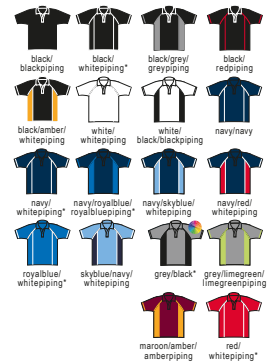 black/
blackpiping
black/
whitepiping*
black/grey/
greypiping
black/
redpiping
black/amber/
whitepiping
white/
whitepiping
white/
black/blackpiping
navy/navy
navy/
whitepiping*
navy/royalblue/
royalbluepiping*
navy/skyblue/
whitepiping
navy/red/
whitepiping
royalblue/
whitepiping*
skyblue/navy/
whitepiping
grey/black*
grey/limegreen/
limegreenpiping
maroon/amber/
amberpiping
red/
whitepiping*